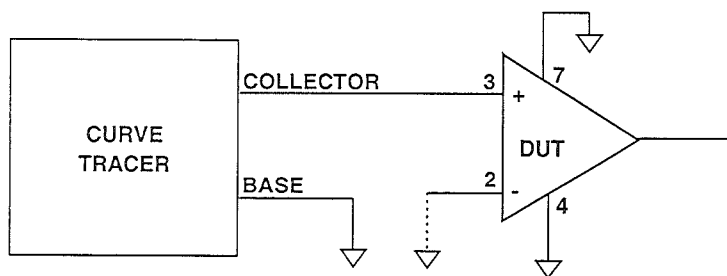 7
COLLECTOR
3
+
CURVE
TRACER
DUT
BASE
2
-
4